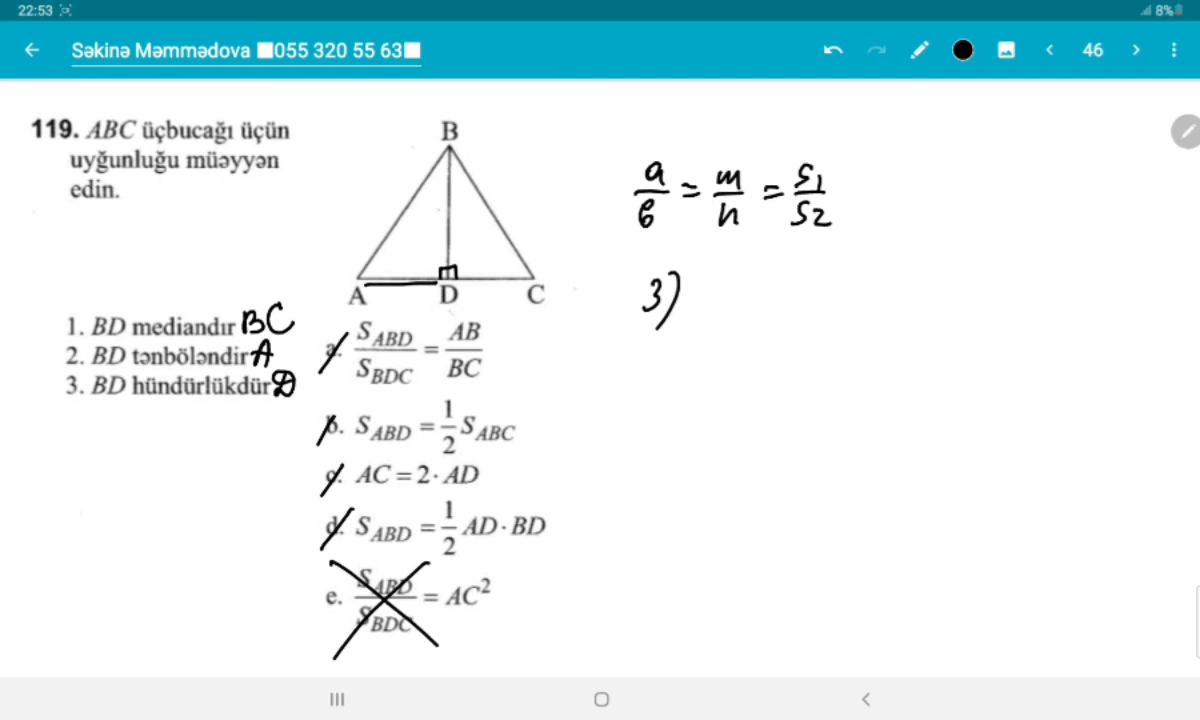 22:53
8%
Səkinə Məmmədova 055 320 55 63
46
119. ABC üçbucağı üçün
uyğunluğu müəyyən
edin.
B
A
D
C
1. BD mediandır BC
2. BD tənböləndir A
3. BD hündürlükdür D
a. S_ABD / S_BDC = AB / BC
b. S_ABD = 1/2 S_ABC
c. AC = 2 · AD
d. S_ABD = 1/2 AD · BD
e. S_ABD / S_BDC = AC²
a/b = m/n = S1/S2
3)